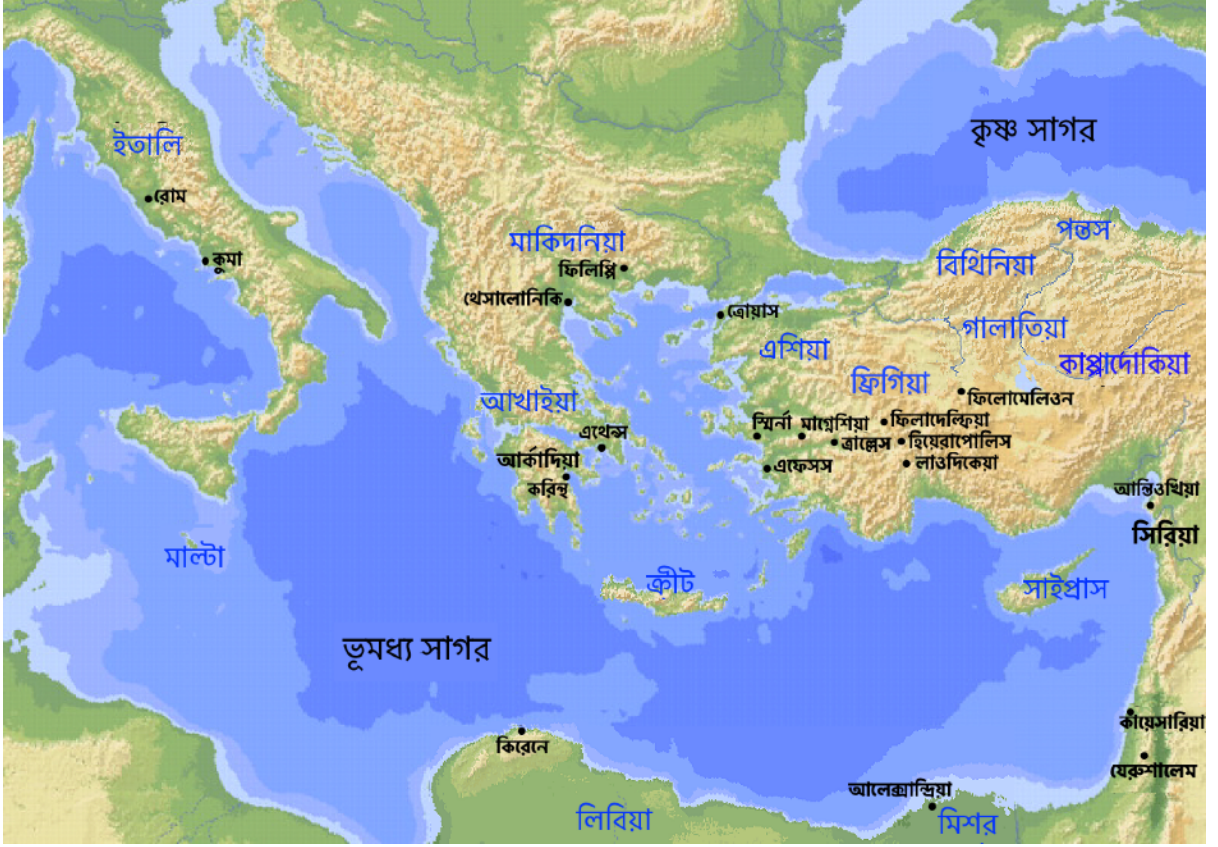 কৃষ্ণ সাগর
ইতালি
রোম
পন্তস
মাকিদনিয়া
কুমা
বিথিনিয়া
ফিলিপ্পি
থেসালোনিকি
ত্রোয়াস
গালাতিয়া
এশিয়া
কাপ্পাদোকিয়া
ফ্রিগিয়া
আখাইয়া
ফিলোমেলিওন
স্মির্না
মাগ্নেশিয়া
ফিলাদেল্ফিয়া
এথেন্স
ত্রাল্লেস
হিয়েরাপোলিস
আর্কাদিয়া
এফেসস
লাওদিকেয়া
করিন্থ
আন্তিওখিয়া
সিরিয়া
মাল্টা
ক্রীট
সাইপ্রাস
ভূমধ্য সাগর
কায়েসারিয়া
কিরেনে
যেরুশালেম
আলেক্সান্দ্রিয়া
লিবিয়া
মিশর